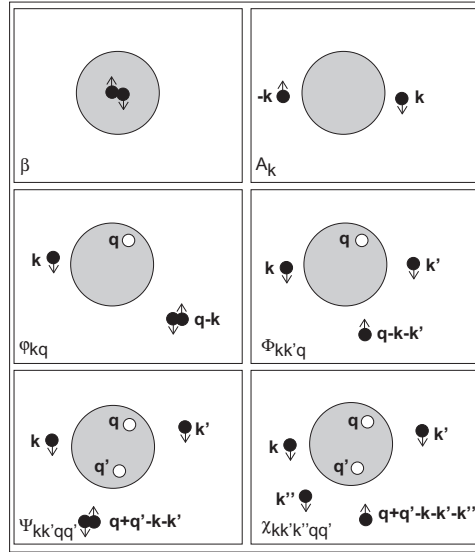 β
-k
k
A_k
k
q
q-k
φ_kq
k
q
k'
q-k-k'
Φ_kk'q
k
q
k'
q'
q+q'-k-k'
Ψ_kk'qq'
k
q
k'
q'
k''
q+q'-k-k'-k''
χ_kk'k''qq'